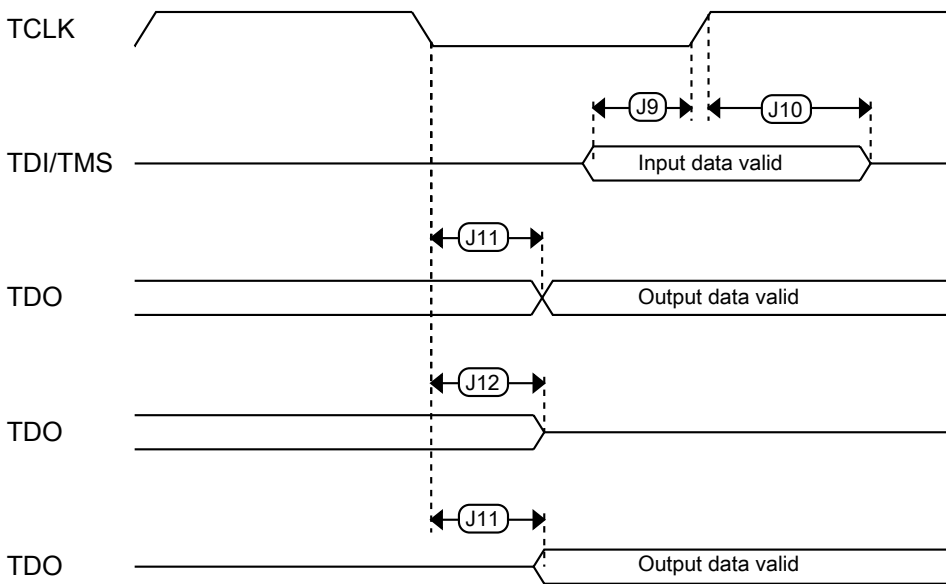 TCLK
J9
J10
TDI/TMS
Input data valid
J11
TDO
Output data valid
J12
TDO
J11
TDO
Output data valid